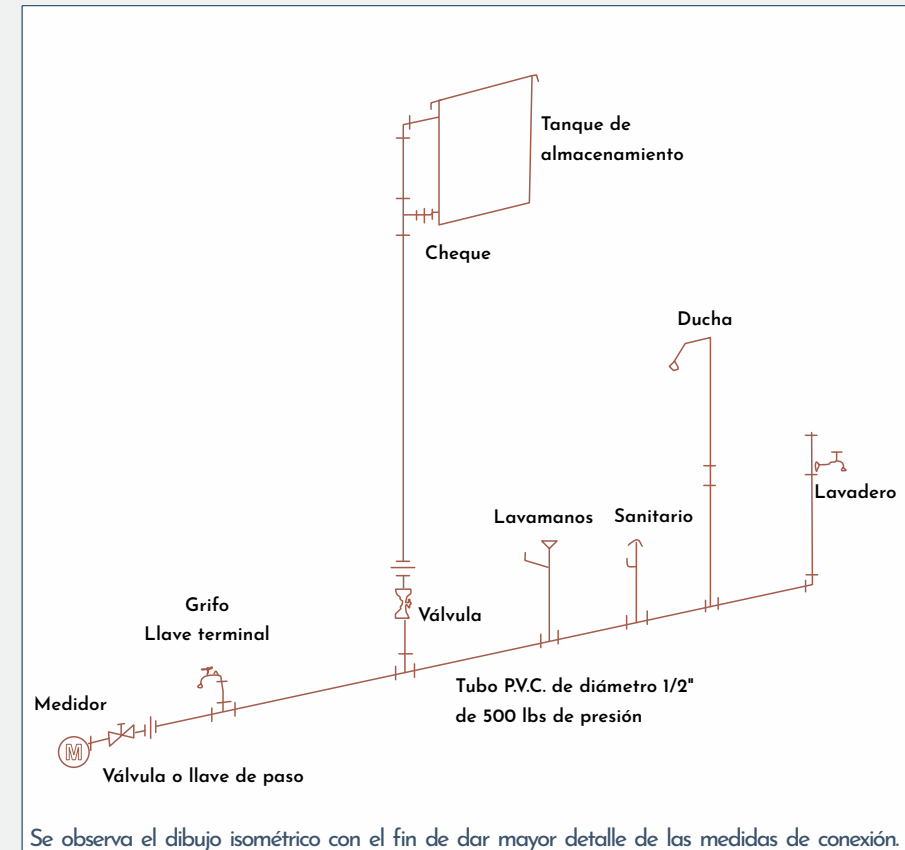 Tanque de
almacenamiento
Cheque
Ducha
Lavadero
Lavamanos
Sanitario
Grifo
Llave terminal
Válvula
Tubo P.V.C. de diámetro 1/2"
de 500 lbs de presión
Medidor
M
Válvula o llave de paso
Se observa el dibujo isométrico con el fin de dar mayor detalle de las medidas de conexión.